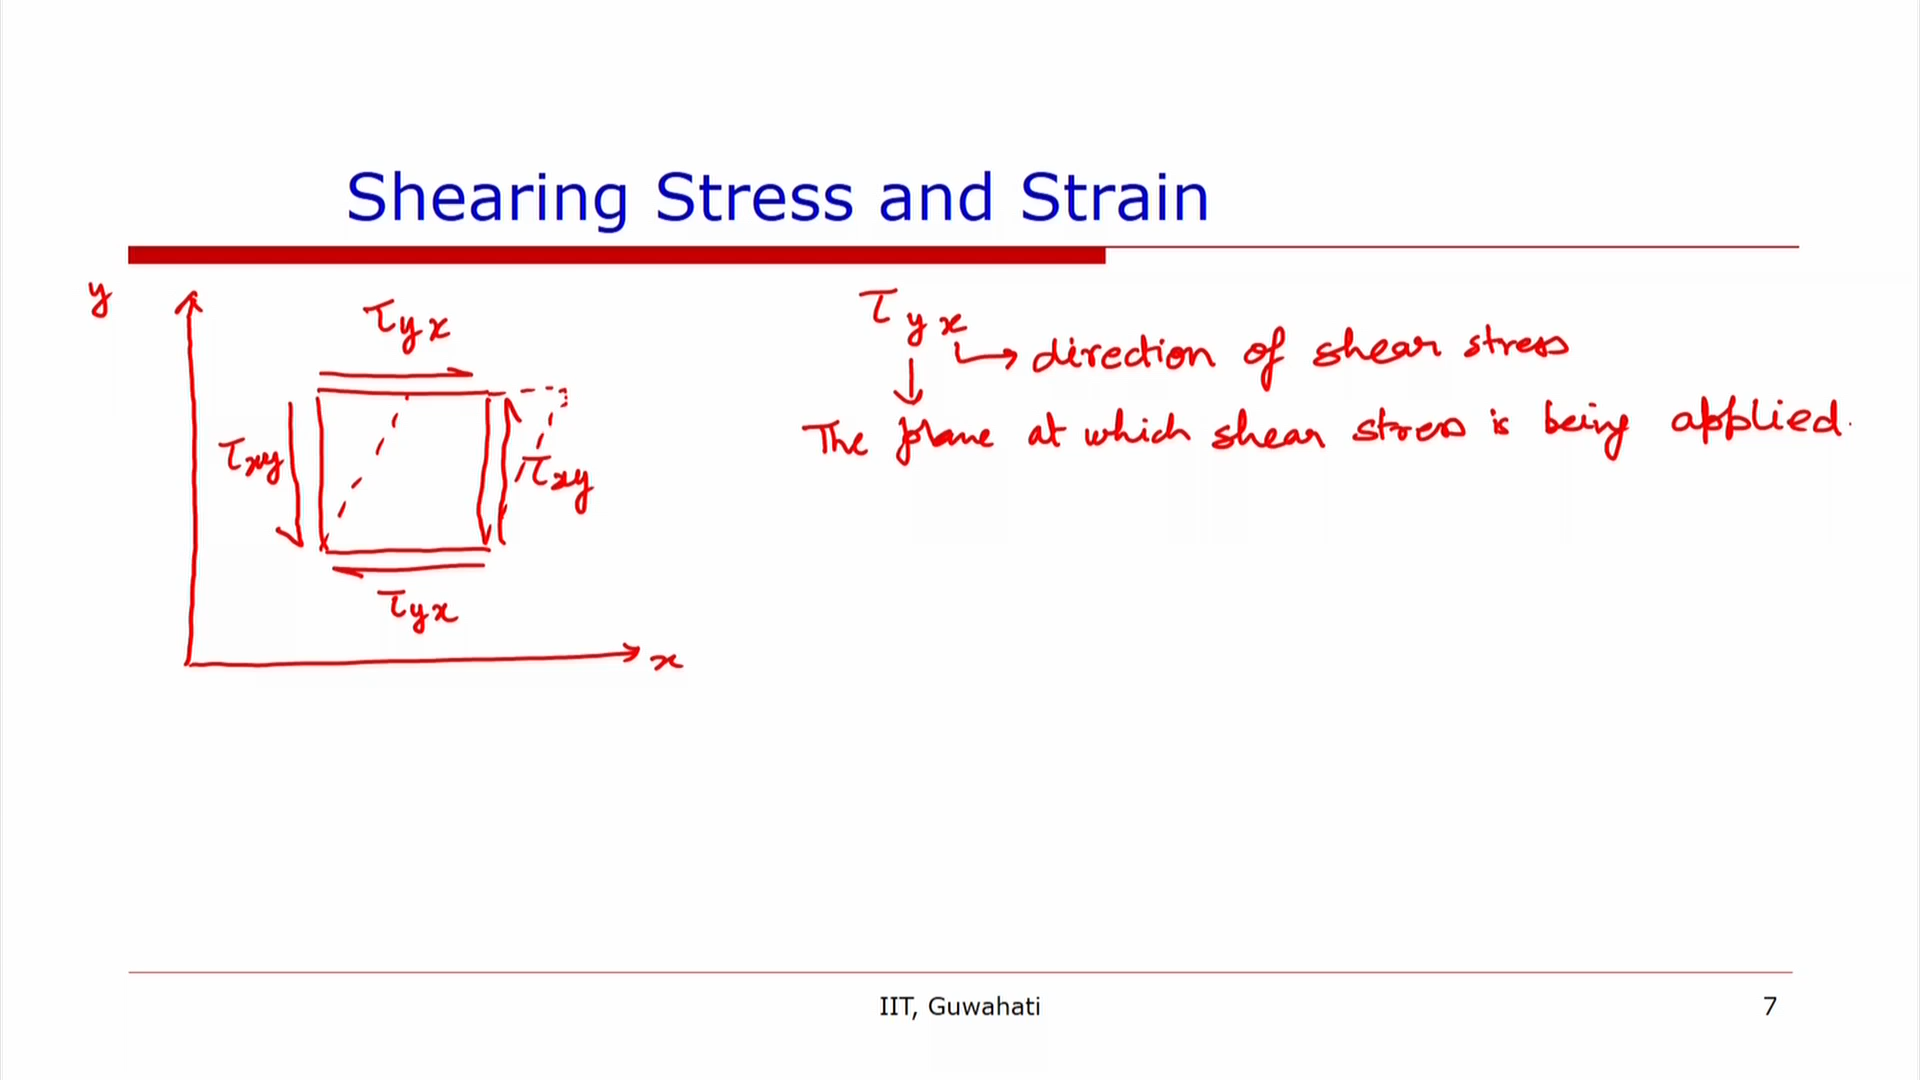 Shearing Stress and Strain
y
τyx
τxy
τxy
τyx
x
τyx
direction of shear stress
The plane at which shear stress is being applied.
IIT, Guwahati
7